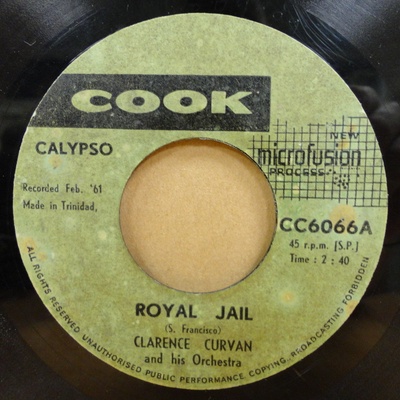 COOK
CALYPSO
NEW
microfusion
PROCESS
Recorded Feb. '61
Made in Trinidad.
CC6066A
45 r.p.m. [S.P.]
Time : 2 : 40
ROYAL JAIL
(S. Francisco)
CLARENCE CURVAN
and his Orchestra
ALL RIGHTS RESERVED UNAUTHORISED PUBLIC PERFORMANCE COPYING, BROADCASTING FORBIDDEN